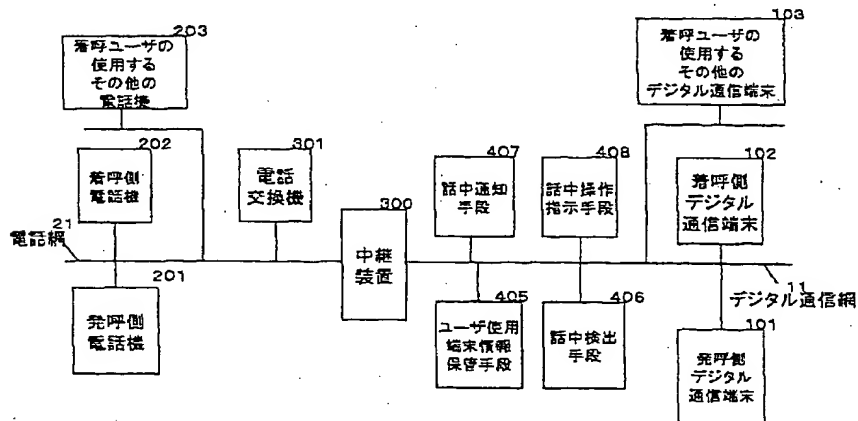 203
着呼ユーザの
使用する
その他の
電話機
103
着呼ユーザの
使用する
その他の
デジタル通信端末
202
着呼側
電話機
301
電話
交換機
407
話中通知
手段
408
話中操作
指示手段
102
着呼側
デジタル
通信端末
21
電話網
300
中継
装置
11
デジタル通信網
201
発呼側
電話機
405
ユーザ使用
端末情報
保管手段
406
話中検出
手段
101
発呼側
デジタル
通信端末